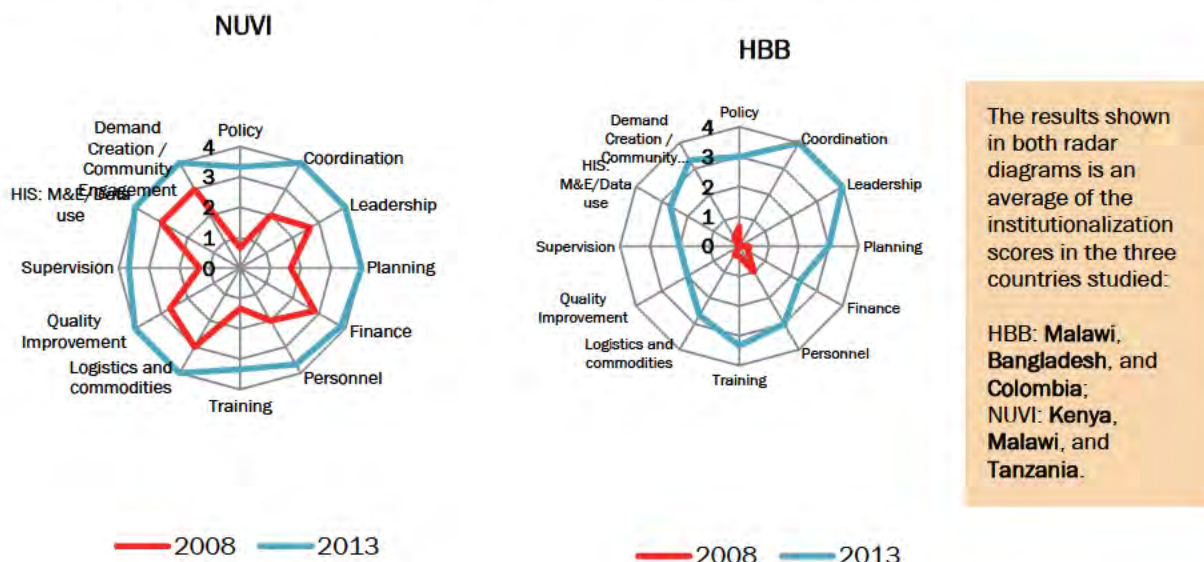 NUVI
Demand
Creation /
Community
Engagement
Policy
Coordination
Leadership
Planning
Finance
Personnel
Training
Logistics and
commodities
Quality
Improvement
Supervision
HIS: M&E/Data
use
4
3
2
1
0
2008
2013
HBB
Demand
Creation /
Community...
Policy
Coordination
Leadership
Planning
Finance
Personnel
Training
Logistics and
commodities
Quality
Improvement
Supervision
HIS:
M&E/Data
use
4
3
2
1
0
2008
2013
The results shown
in both radar
diagrams is an
average of the
institutionalization
scores in the three
countries studied:
HBB: Malawi,
Bangladesh, and
Colombia;
NUVI: Kenya,
Malawi, and
Tanzania.